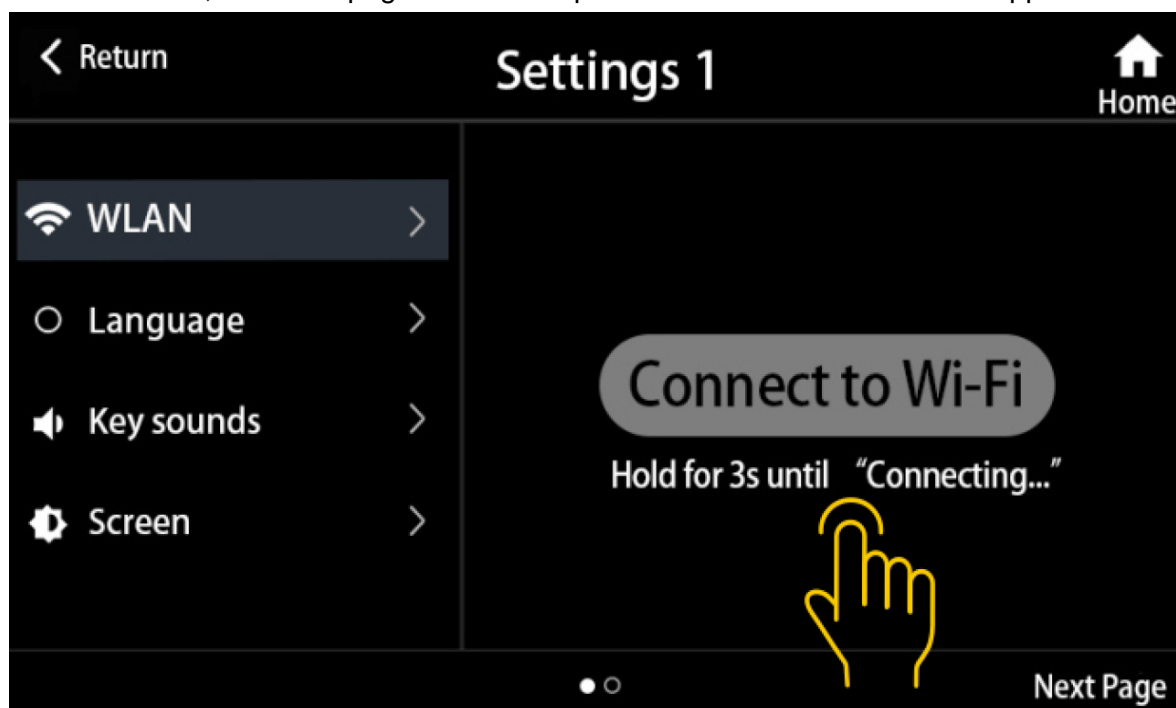 Return
Settings 1
Home
WLAN
Language
Key sounds
Screen
Connect to Wi-Fi
Hold for 3s until “Connecting...”
Next Page